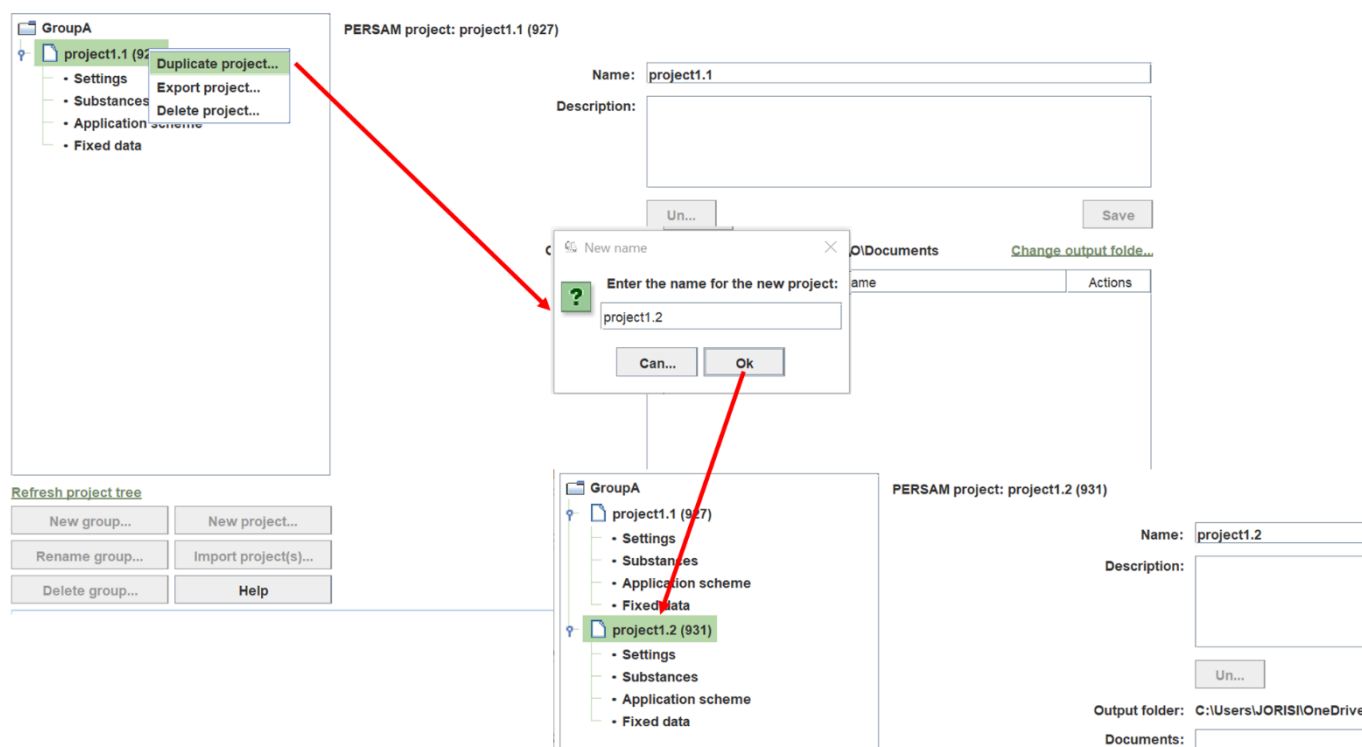 GroupA
project1.1 (92
Settings
Substances
Application scheme
Fixed data
Duplicate project...
Export project...
Delete project...
PERSAM project: project1.1 (927)
Name: project1.1
Description:
Un... Save
O\Documents Change output folde...
ame Actions
New name
Enter the name for the new project:
project1.2
Can... Ok
Refresh project tree
New group... New project...
Rename group... Import project(s)...
Delete group... Help
GroupA
project1.1 (927)
Settings
Substances
Application scheme
Fixed data
project1.2 (931)
Settings
Substances
Application scheme
Fixed data
PERSAM project: project1.2 (931)
Name: project1.2
Description:
Un...
Output folder: C:\Users\JORISI\OneDrive
Documents: